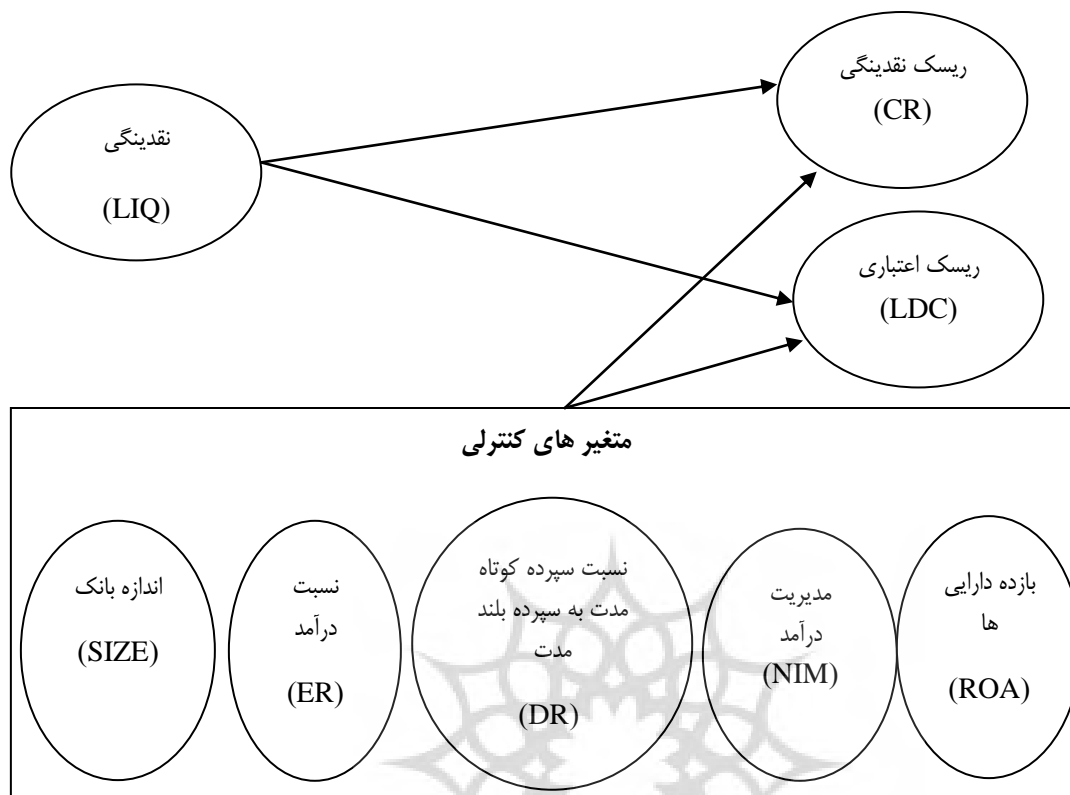 ریسک نقدینگی
(CR)
نقدینگی
(LIQ)
ریسک اعتباری
(LDC)
متغیر های کنترلی
بازده دارایی
ها
(ROA)
مدیریت
درآمد
(NIM)
نسبت سپرده کوتاه
مدت به سپرده بلند
مدت
(DR)
نسبت
درآمد
(ER)
اندازه بانک
(SIZE)